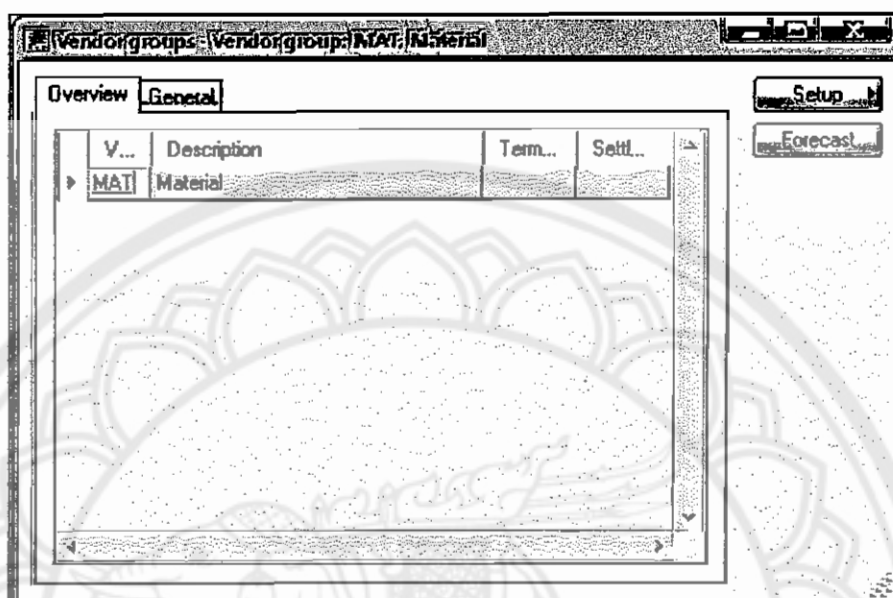 Vendor groups - Vendor group: MAT, Material
Overview General
Setup
Forecast
V... Description Term... Settl...
MAT Material